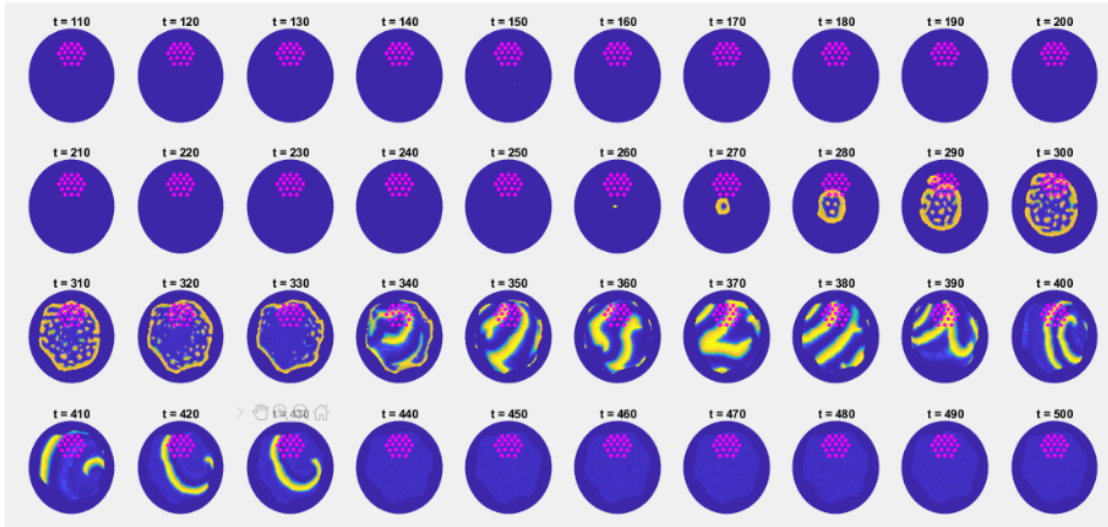 t = 110 t = 120 t = 130 t = 140 t = 150 t = 160 t = 170 t = 180 t = 190 t = 200
t = 210 t = 220 t = 230 t = 240 t = 250 t = 260 t = 270 t = 280 t = 290 t = 300
t = 310 t = 320 t = 330 t = 340 t = 350 t = 360 t = 370 t = 380 t = 390 t = 400
t = 410 t = 420 t = 430 t = 440 t = 450 t = 460 t = 470 t = 480 t = 490 t = 500